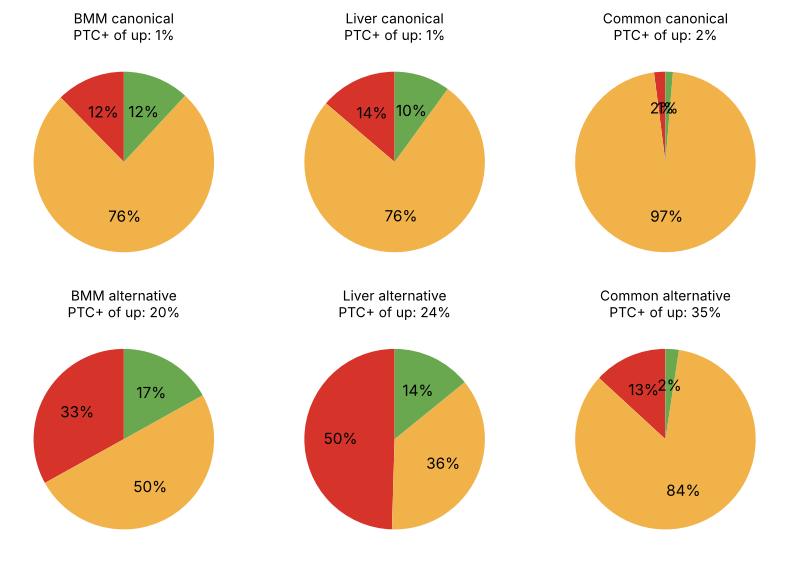 BMM canonical
PTC+ of up: 1%
Liver canonical
PTC+ of up: 1%
Common canonical
PTC+ of up: 2%
12%
12%
76%
14%
10%
76%
2%
1%
97%
BMM alternative
PTC+ of up: 20%
Liver alternative
PTC+ of up: 24%
Common alternative
PTC+ of up: 35%
33%
17%
50%
50%
14%
36%
13%
2%
84%